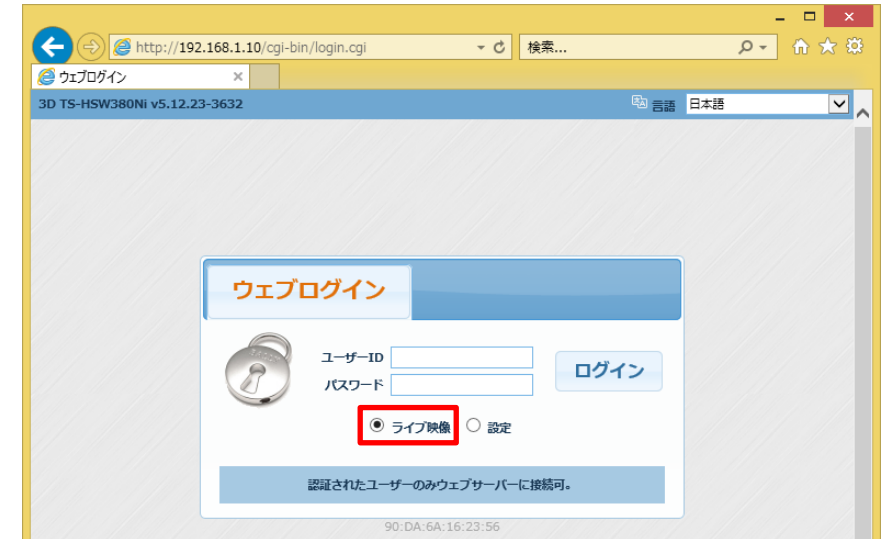 http://192.168.1.10/cgi-bin/login.cgi
検索...
ウェブログイン
3D TS-HSW380Ni v5.12.23-3632
言語 日本語
ウェブログイン
ユーザーID
パスワード
ログイン
ライブ映像 設定
認証されたユーザーのみウェブサーバーに接続可。
90:DA:6A:16:23:56